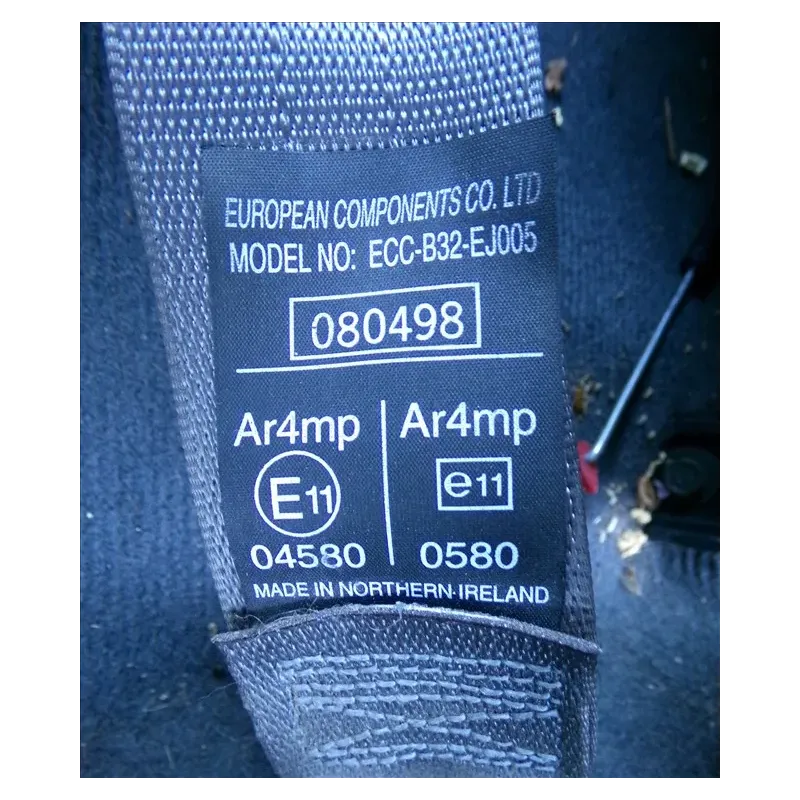 EUROPEAN COMPONENTS CO. LTD
MODEL NO: ECC-B32-EJ005
080498
Ar4mp
E11
04580
Ar4mp
e11
0580
MADE IN NORTHERN-IRELAND